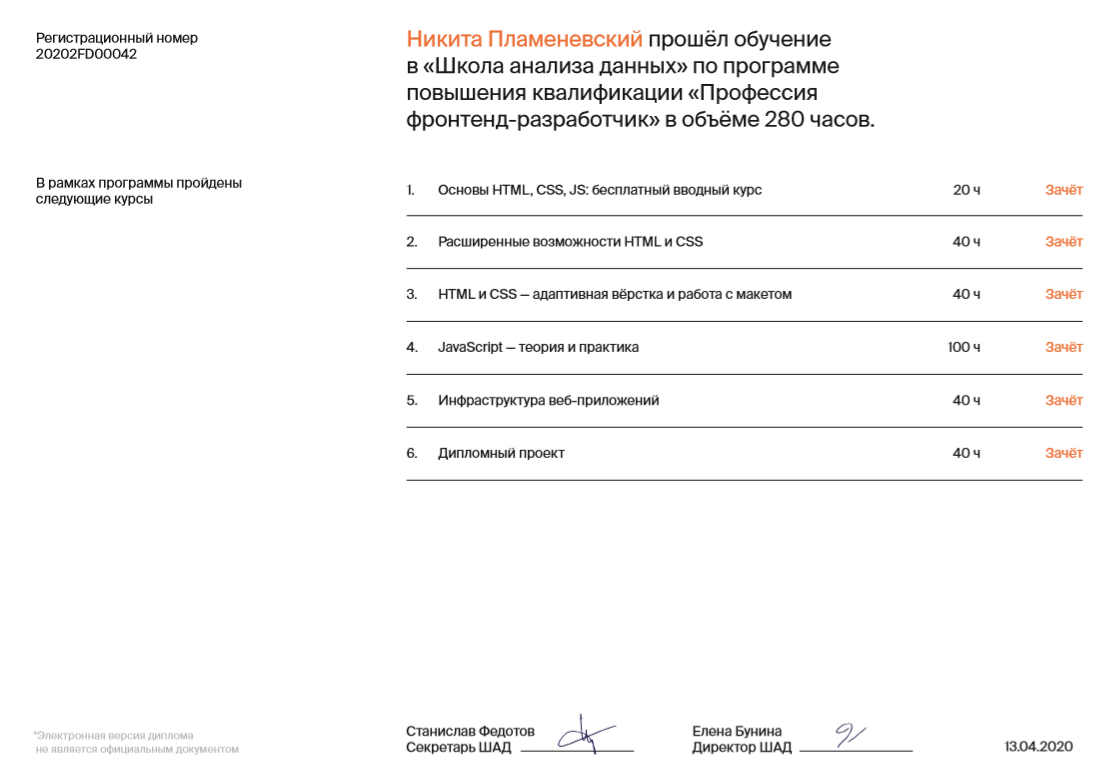 Регистрационный номер
20202FD00042
Никита Пламеневский прошёл обучение
в «Школа анализа данных» по программе
повышения квалификации «Профессия
фронтенд-разработчик» в объёме 280 часов.
В рамках программы пройдены
следующие курсы
1. Основы HTML, CSS, JS: бесплатный вводный курс 20 ч Зачёт
2. Расширенные возможности HTML и CSS 40 ч Зачёт
3. HTML и CSS — адаптивная вёрстка и работа с макетом 40 ч Зачёт
4. JavaScript — теория и практика 100 ч Зачёт
5. Инфраструктура веб-приложений 40 ч Зачёт
6. Дипломный проект 40 ч Зачёт
*Электронная версия диплома
не является официальным документом
Станислав Федотов
Секретарь ШАД
Елена Бунина
Директор ШАД
13.04.2020